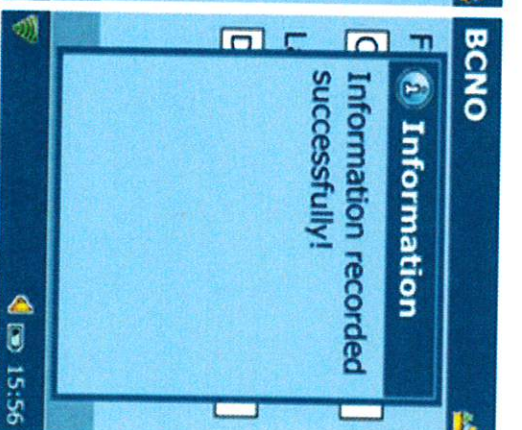 BCNO
Information
F
Information recorded
successfully!
C
L
D
15:56